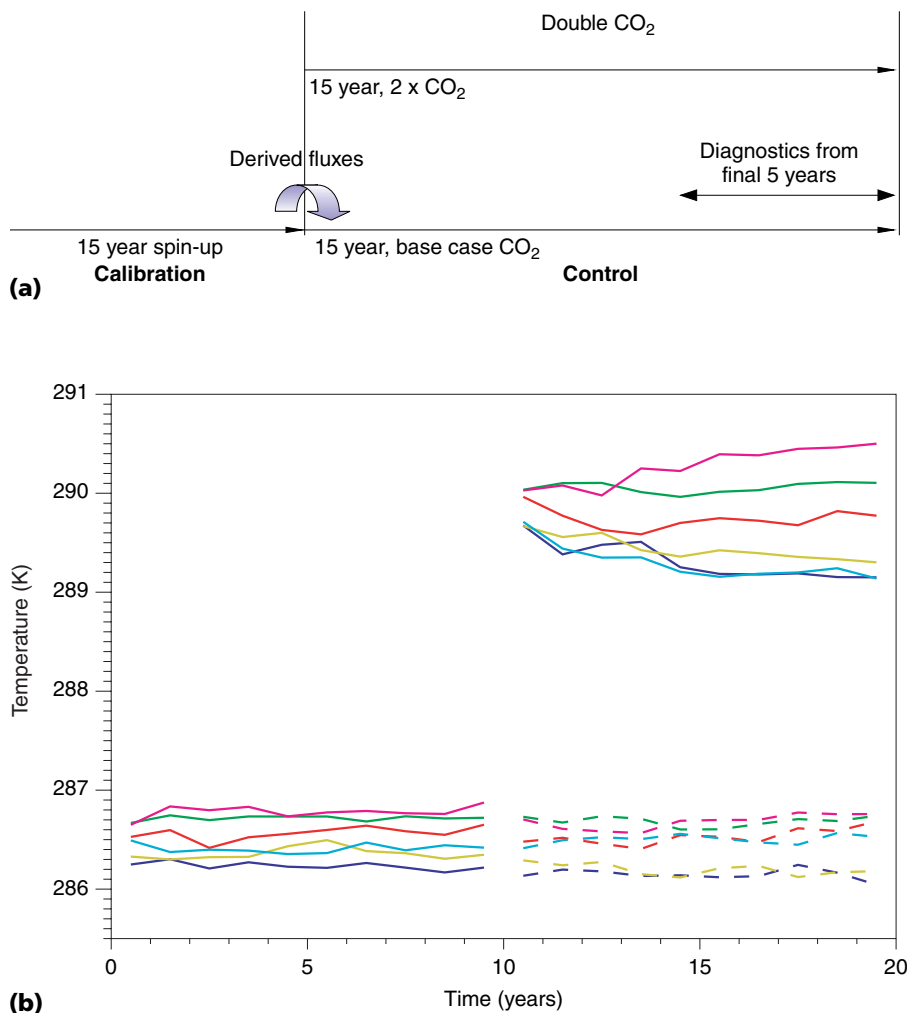 Double CO2
15 year, 2 x CO2
Derived fluxes
Diagnostics from
final 5 years
15 year spin-up
15 year, base case CO2
Calibration
Control
(a)
291
290
289
288
287
286
Temperature (K)
0
5
10
15
20
Time (years)
(b)